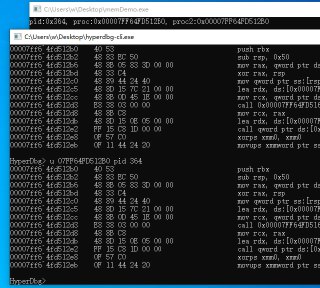 C:\Users\w\Desktop\memDemo.exe
pid:0x364, proc:0x00007FF64FD512B0, proc2:0x00007FF64FD512B0
C:\Users\w\Desktop\hyperdbg-cli.exe
00007ff6`4fd512b0 40 53 push rbx
00007ff6`4fd512b2 48 83 EC 50 sub rsp, 0x50
00007ff6`4fd512b6 48 8B 05 83 3D 00 00 mov rax, qword ptr ds:
00007ff6`4fd512bd 48 33 C4 xor rax, rsp
00007ff6`4fd512c0 48 89 44 24 40 mov qword ptr ss:[rsp
00007ff6`4fd512c5 48 8D 15 7C 21 00 00 lea rdx, ds:[0x00007F
00007ff6`4fd512cc 48 8B 0D 45 1E 00 00 mov rcx, qword ptr ds
00007ff6`4fd512d3 E8 38 03 00 00 call 0x00007FF64FD516
00007ff6`4fd512d8 48 8B C8 mov rcx, rax
00007ff6`4fd512db 48 8D 15 0E 05 00 00 lea rdx, ds:[0x00007F
00007ff6`4fd512e2 FF 15 C8 1D 00 00 call qword ptr ds:[0x
00007ff6`4fd512e8 0F 57 C0 xorps xmm0, xmm0
00007ff6`4fd512eb 0F 11 44 24 20 movups xmmword ptr ss
HyperDbg> u 07FF64FD512B0 pid 364
00007ff6`4fd512b0 40 53 push rbx
00007ff6`4fd512b2 48 83 EC 50 sub rsp, 0x50
00007ff6`4fd512b6 48 8B 05 83 3D 00 00 mov rax, qword ptr ds:
00007ff6`4fd512bd 48 33 C4 xor rax, rsp
00007ff6`4fd512c0 48 89 44 24 40 mov qword ptr ss:[rsp
00007ff6`4fd512c5 48 8D 15 7C 21 00 00 lea rdx, ds:[0x00007F
00007ff6`4fd512cc 48 8B 0D 45 1E 00 00 mov rcx, qword ptr ds
00007ff6`4fd512d3 E8 38 03 00 00 call 0x00007FF64FD516
00007ff6`4fd512d8 48 8B C8 mov rcx, rax
00007ff6`4fd512db 48 8D 15 0E 05 00 00 lea rdx, ds:[0x00007F
00007ff6`4fd512e2 FF 15 C8 1D 00 00 call qword ptr ds:[0x
00007ff6`4fd512e8 0F 57 C0 xorps xmm0, xmm0
00007ff6`4fd512eb 0F 11 44 24 20 movups xmmword ptr ss
HyperDbg>